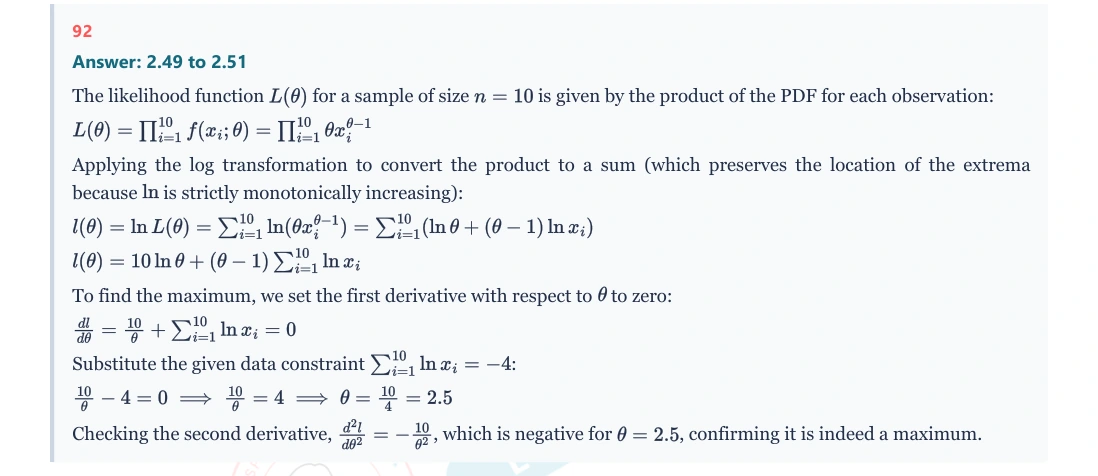 92
Answer: 2.49 to 2.51
The likelihood function L(θ) for a sample of size n = 10 is given by the product of the PDF for each observation:
L(θ) = ∏_{i=1}^{10} f(x_i; θ) = ∏_{i=1}^{10} θx_i^{θ−1}
Applying the log transformation to convert the product to a sum (which preserves the location of the extrema
because ln is strictly monotonically increasing):
l(θ) = ln L(θ) = ∑_{i=1}^{10} ln(θx_i^{θ−1}) = ∑_{i=1}^{10} (ln θ + (θ − 1) ln x_i)
l(θ) = 10 ln θ + (θ − 1) ∑_{i=1}^{10} ln x_i
To find the maximum, we set the first derivative with respect to θ to zero:
dl/dθ = 10/θ + ∑_{i=1}^{10} ln x_i = 0
Substitute the given data constraint ∑_{i=1}^{10} ln x_i = −4:
10/θ − 4 = 0 ⟹ 10/θ = 4 ⟹ θ = 10/4 = 2.5
Checking the second derivative, d²l/dθ² = −10/θ², which is negative for θ = 2.5, confirming it is indeed a maximum.